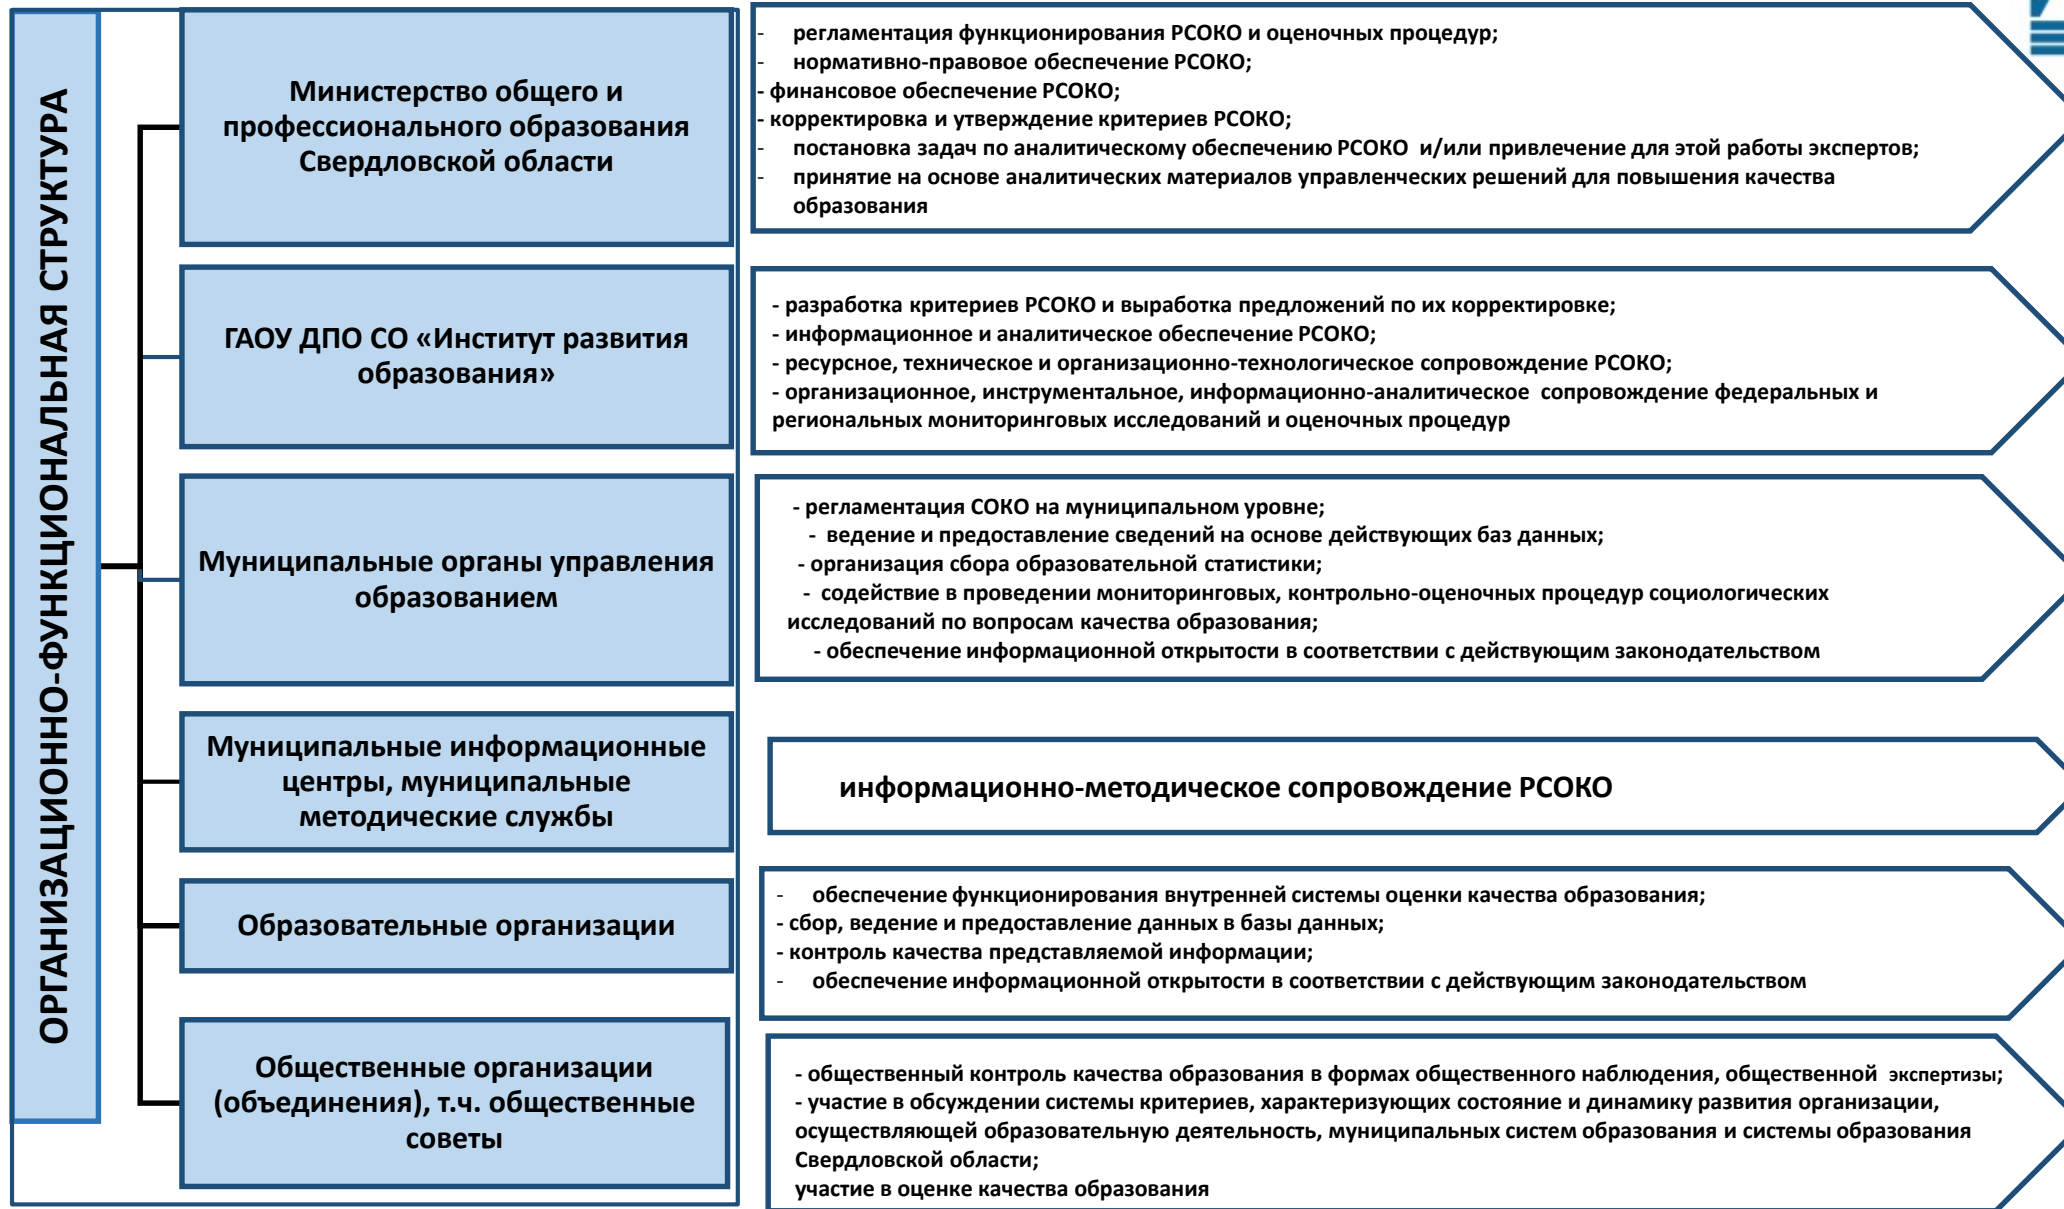 ОРГАНИЗАЦИОННО-ФУНКЦИОНАЛЬНАЯ СТРУКТУРА
Министерство общего и
профессионального образования
Свердловской области
- регламентация функционирования РСОКО и оценочных процедур;
- нормативно-правовое обеспечение РСОКО;
- финансовое обеспечение РСОКО;
- корректировка и утверждение критериев РСОКО;
- постановка задач по аналитическому обеспечению РСОКО и/или привлечение для этой работы экспертов;
- принятие на основе аналитических материалов управленческих решений для повышения качества
образования
ГАОУ ДПО СО «Институт развития
образования»
- разработка критериев РСОКО и выработка предложений по их корректировке;
- информационное и аналитическое обеспечение РСОКО;
- ресурсное, техническое и организационно-технологическое сопровождение РСОКО;
- организационное, инструментальное, информационно-аналитическое сопровождение федеральных и
региональных мониторинговых исследований и оценочных процедур
Муниципальные органы управления
образованием
- регламентация СОКО на муниципальном уровне;
- ведение и предоставление сведений на основе действующих баз данных;
- организация сбора образовательной статистики;
- содействие в проведении мониторинговых, контрольно-оценочных процедур социологических
исследований по вопросам качества образования;
- обеспечение информационной открытости в соответствии с действующим законодательством
Муниципальные информационные
центры, муниципальные
методические службы
информационно-методическое сопровождение РСОКО
Образовательные организации
- обеспечение функционирования внутренней системы оценки качества образования;
- сбор, ведение и предоставление данных в базы данных;
- контроль качества представляемой информации;
- обеспечение информационной открытости в соответствии с действующим законодательством
Общественные организации
(объединения), т.ч. общественные
советы
- общественный контроль качества образования в формах общественного наблюдения, общественной экспертизы;
- участие в обсуждении системы критериев, характеризующих состояние и динамику развития организации,
осуществляющей образовательную деятельность, муниципальных систем образования и системы образования
Свердловской области;
участие в оценке качества образования